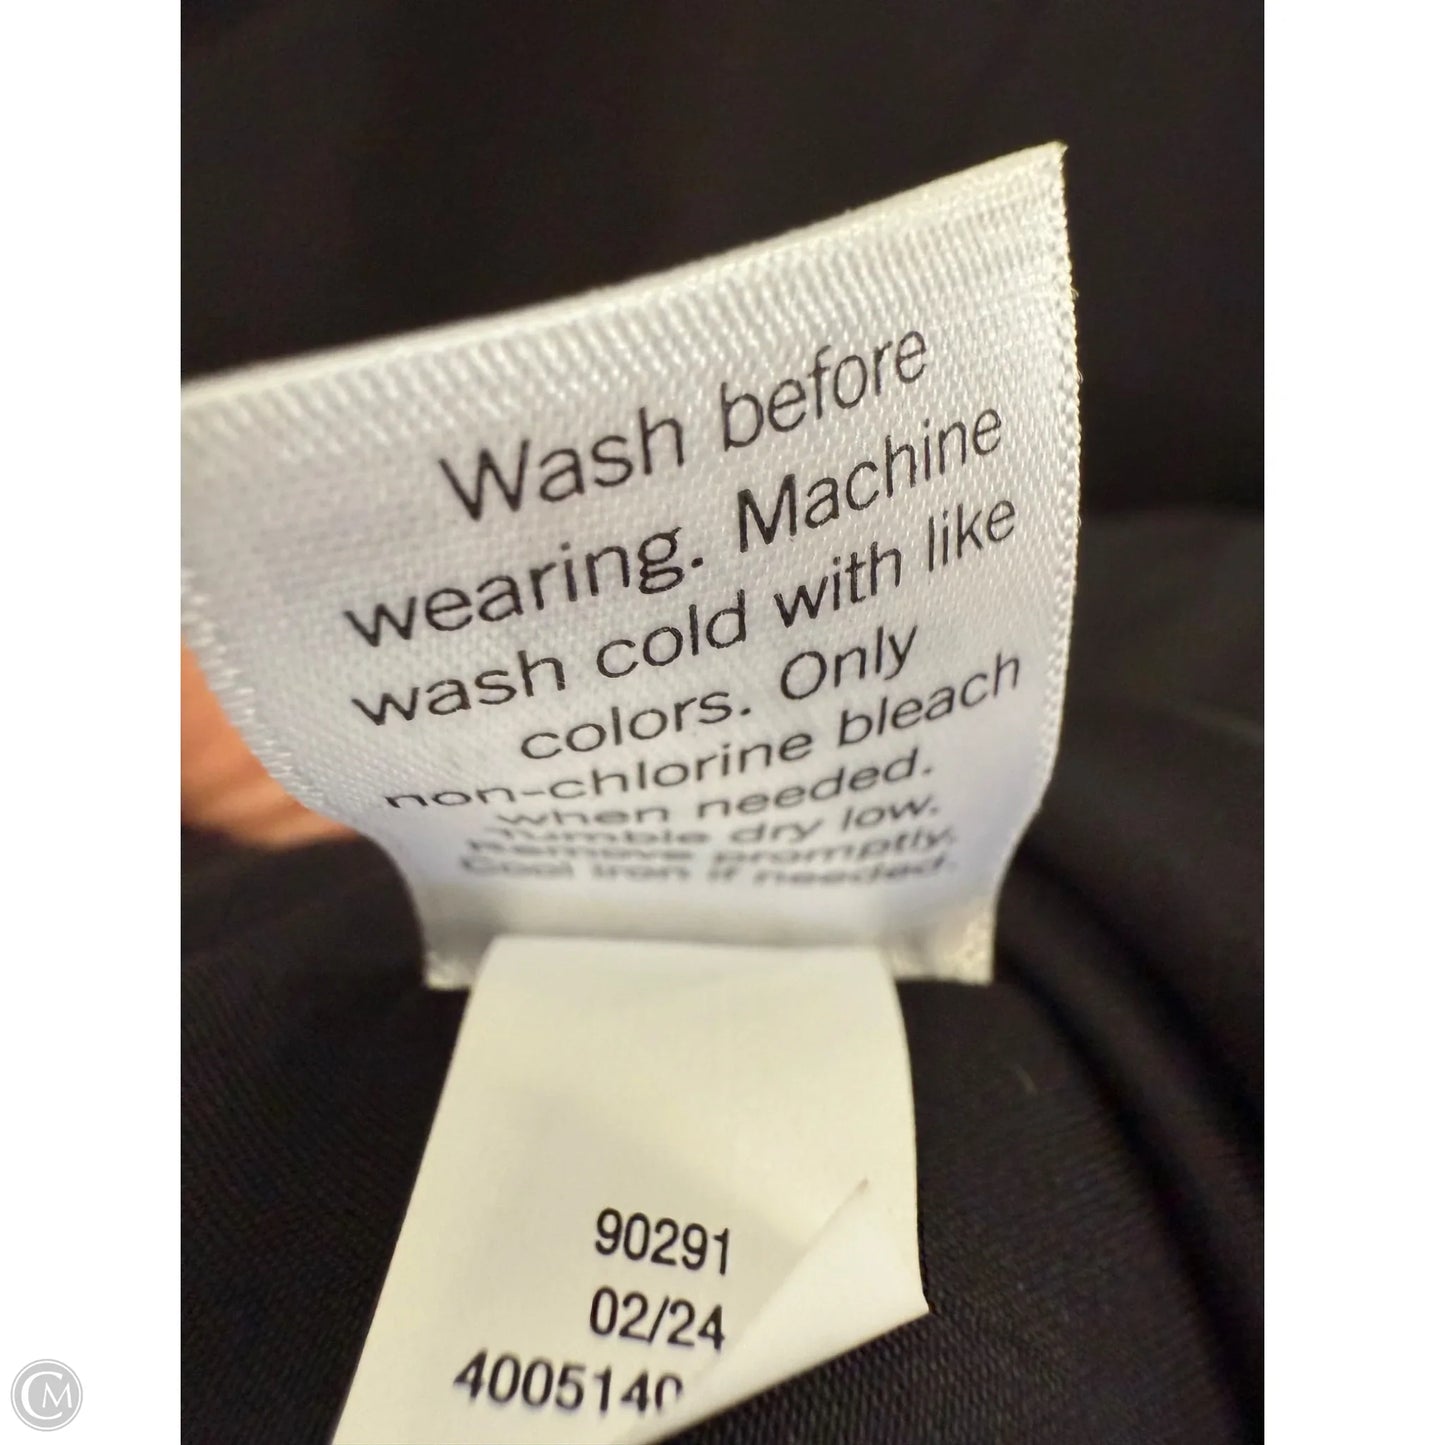 Wash before
wearing. Machine
wash cold with like
colors. Only
non-chlorine bleach
when needed.
Tumble dry low.
Remove promptly.
Cool iron if needed.
90291
02/24
4005140
CM